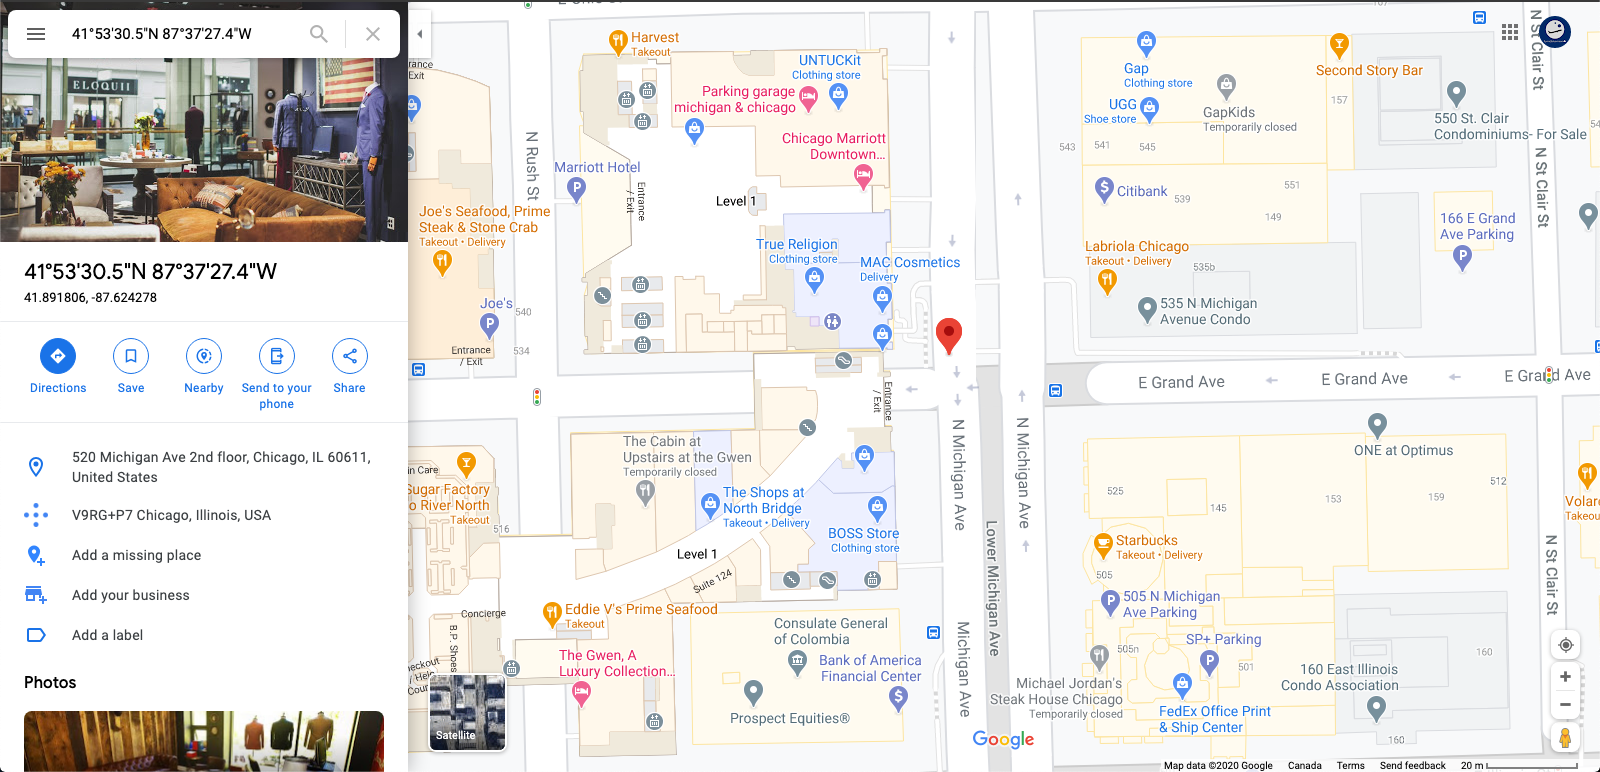 41°53'30.5"N 87°37'27.4"W
ELOQUII
41°53'30.5"N 87°37'27.4"W
41.891806, -87.624278
Directions
Save
Nearby
Send to your
phone
Share
520 Michigan Ave 2nd floor, Chicago, IL 60611,
United States
V9RG+P7 Chicago, Illinois, USA
Add a missing place
Add your business
Add a label
Photos
/ Exit
Harvest
Takeout
UNTUCKit
Clothing store
Parking garage
michigan & chicago
Chicago Marriott
Downtown...
N Rush St
Marriott Hotel
Entrance
/ Exit
Level 1
Joe's Seafood, Prime
Steak & Stone Crab
Takeout • Delivery
True Religion
Clothing store
MAC Cosmetics
Delivery
Joe's
540
534
Entrance
/ Exit
Entrance
/ Exit
Gap
Clothing store
UGG
Shoe store
GapKids
Temporarily closed
543
541
545
157
Second Story Bar
550 St. Clair
Condominiums- For Sale
N St Clair St
N St Clair St
N St Clair St
Citibank
539
551
149
166 E Grand
Ave Parking
Labriola Chicago
Takeout • Delivery
535b
535 N Michigan
Avenue Condo
E Grand Ave
E Grand Ave
E Grand Ave
ONE at Optimus
The Cabin at
Upstairs at the Gwen
Temporarily closed
The Shops at
North Bridge
Takeout • Delivery
BOSS Store
Clothing store
Level 1
Suite 124
Sugar Factory
Takeout
516
Concierge
B.P. Shoes
Eddie V's Prime Seafood
Takeout
The Gwen, A
Luxury Collection...
Consulate General
of Colombia
Bank of America
Financial Center
Prospect Equities®
N Michigan Ave
N Michigan Ave
Lower Michigan Ave
Michigan Ave
525
145
153
159
512
Starbucks
Takeout • Delivery
505
505 N Michigan
Ave Parking
SP+ Parking
505n
501
Michael Jordan's
Steak House Chicago
Temporarily closed
FedEx Office Print
& Ship Center
160 East Illinois
Condo Association
160
160
Satellite
Google
Map data ©2020 Google
Canada
Terms
Send feedback
20 m